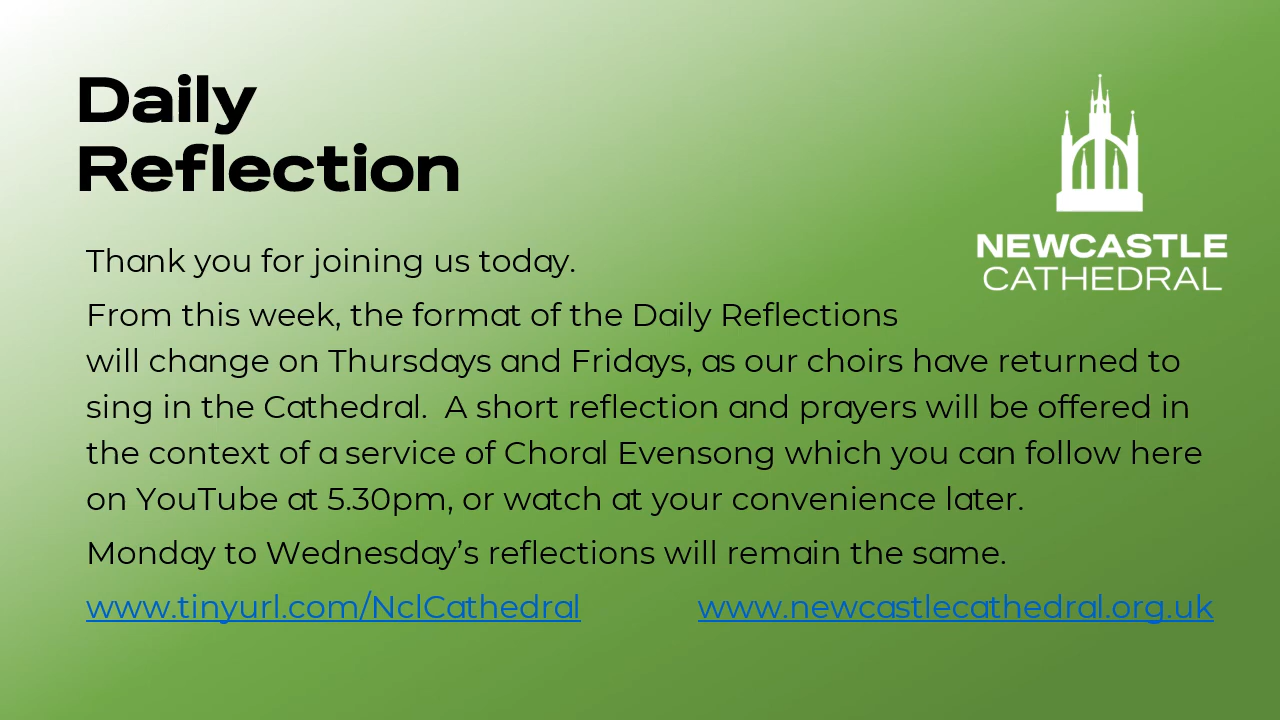 Daily
Reflection
NEWCASTLE
CATHEDRAL
Thank you for joining us today.
From this week, the format of the Daily Reflections
will change on Thursdays and Fridays, as our choirs have returned to
sing in the Cathedral.  A short reflection and prayers will be offered in
the context of a service of Choral Evensong which you can follow here
on YouTube at 5.30pm, or watch at your convenience later.
Monday to Wednesday’s reflections will remain the same.
www.tinyurl.com/NclCathedral www.newcastlecathedral.org.uk